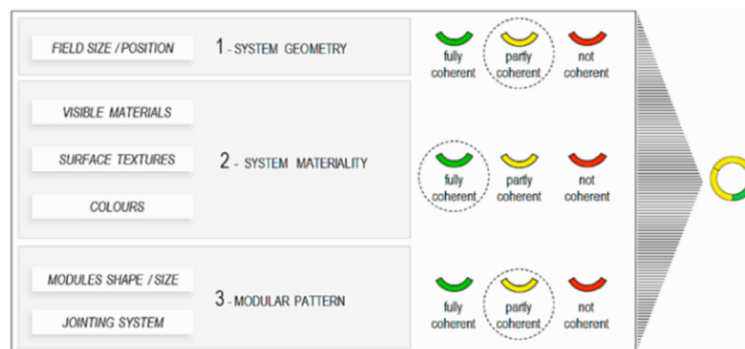 FIELD SIZE / POSITION
1 - SYSTEM GEOMETRY
fully coherent
partly coherent
not coherent
VISIBLE MATERIALS
SURFACE TEXTURES
COLOURS
2 - SYSTEM MATERIALITY
fully coherent
partly coherent
not coherent
MODULES SHAPE / SIZE
JOINTING SYSTEM
3 - MODULAR PATTERN
fully coherent
partly coherent
not coherent